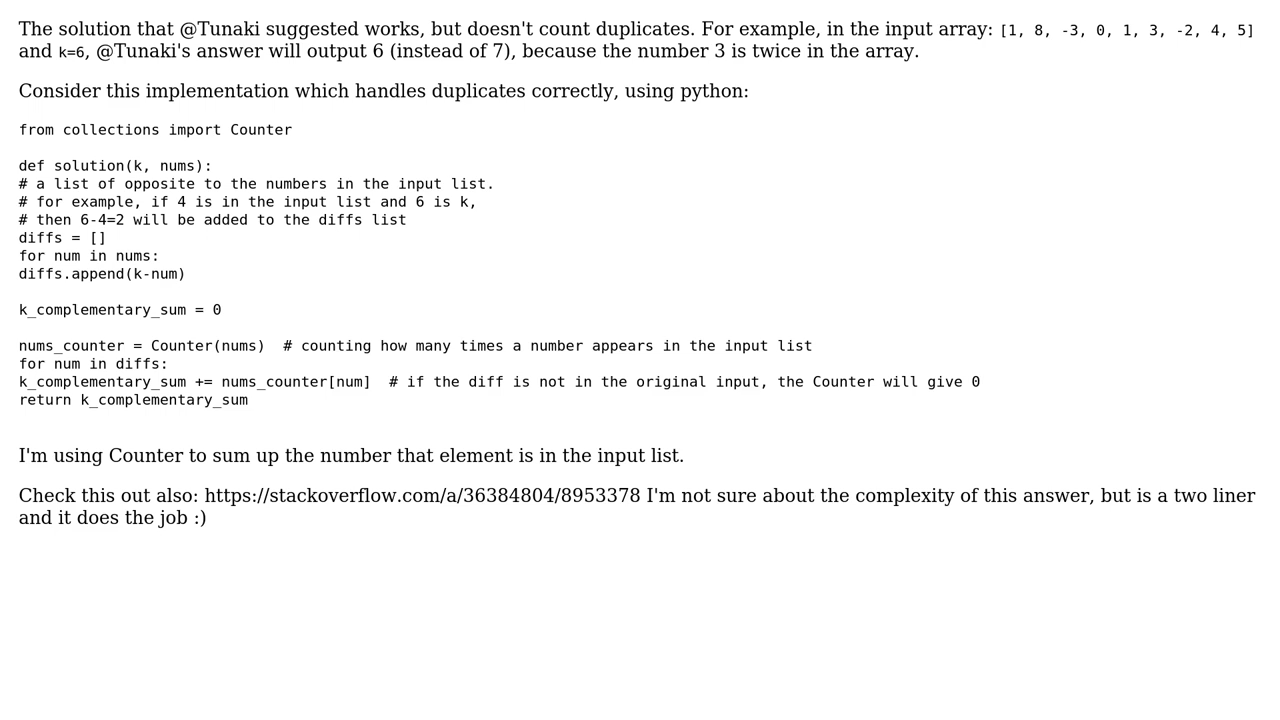 The solution that @Tunaki suggested works, but doesn't count duplicates. For example, in the input array: [1, 8, -3, 0, 1, 3, -2, 4, 5]
and k=6, @Tunaki's answer will output 6 (instead of 7), because the number 3 is twice in the array.
Consider this implementation which handles duplicates correctly, using python:
from collections import Counter
def solution(k, nums):
# a list of opposite to the numbers in the input list.
# for example, if 4 is in the input list and 6 is k,
# then 6-4=2 will be added to the diffs list
diffs = []
for num in nums:
diffs.append(k-num)
k_complementary_sum = 0
nums_counter = Counter(nums)  # counting how many times a number appears in the input list
for num in diffs:
k_complementary_sum += nums_counter[num]  # if the diff is not in the original input, the Counter will give 0
return k_complementary_sum
I'm using Counter to sum up the number that element is in the input list.
Check this out also: https://stackoverflow.com/a/36384804/8953378 I'm not sure about the complexity of this answer, but is a two liner
and it does the job :)